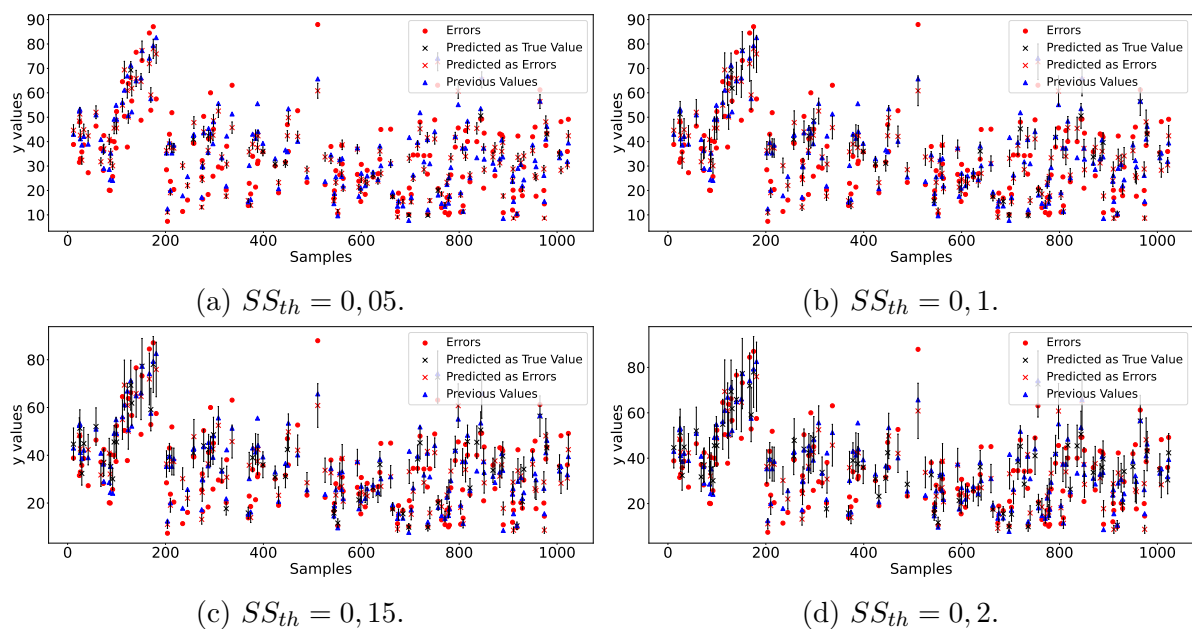 90
80
70
60
50
40
30
20
10
y values
0 200 400 600 800 1000
Samples
Errors
Predicted as True Value
Predicted as Errors
Previous Values
(a) SS_th = 0, 05.
90
80
70
60
50
40
30
20
10
y values
0 200 400 600 800 1000
Samples
Errors
Predicted as True Value
Predicted as Errors
Previous Values
(b) SS_th = 0, 1.
80
60
40
20
y values
0 200 400 600 800 1000
Samples
Errors
Predicted as True Value
Predicted as Errors
Previous Values
(c) SS_th = 0, 15.
80
60
40
20
y values
0 200 400 600 800 1000
Samples
Errors
Predicted as True Value
Predicted as Errors
Previous Values
(d) SS_th = 0, 2.